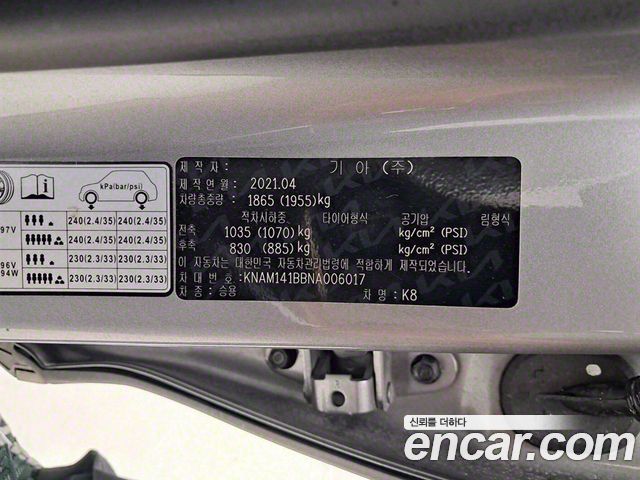 제작자: 기아 (주)
제작연월: 2021.04
차량총중량: 1865 (1955)kg
적차시하중 타이어형식 공기압 림형식
전축 1035 (1070) kg kg/cm² (PSI)
후축 830 (885) kg kg/cm² (PSI)
이 자동차는 대한민국 자동차관리법령에 적합하게 제작되었습니다.
차대번호: KNAM141BBNA006017
차종: 승용 차명: K8
kPa(bar/psi)
97V 240(2.4/35) 240(2.4/35)
240(2.4/35) 240(2.4/35)
96V 230(2.3/33) 230(2.3/33)
94W 230(2.3/33) 230(2.3/33)
신뢰를 더하다
encar.com